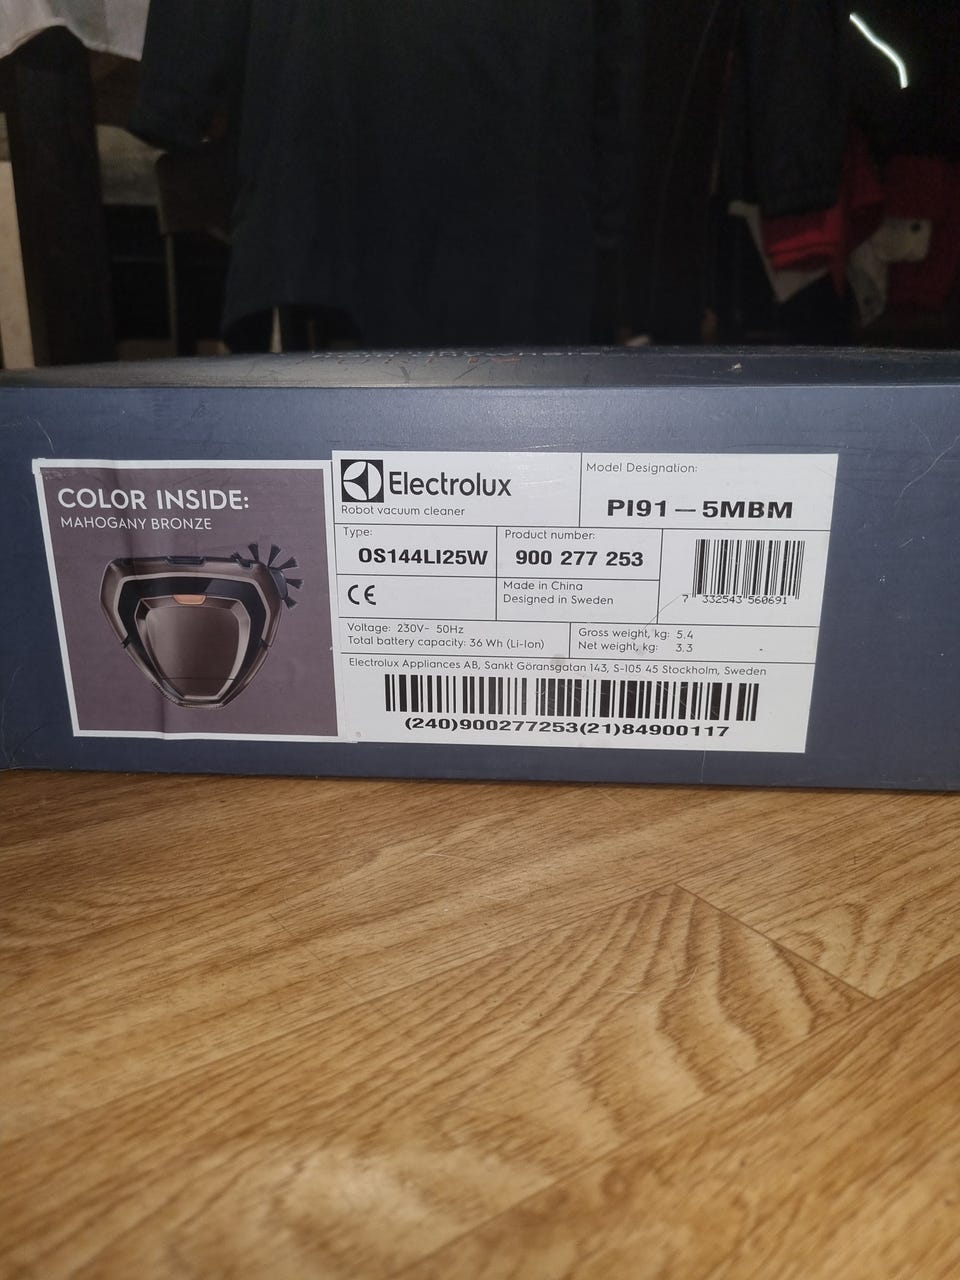 COLOR INSIDE:
MAHOGANY BRONZE
Electrolux
Robot vacuum cleaner
Model Designation:
PI91-5MBM
Type:
OS144LI25W
Product number:
900 277 253
CE
Made in China
Designed in Sweden
7 332543 560691
Voltage: 230V~ 50Hz
Total battery capacity: 36 Wh (Li-Ion)
Gross weight, kg: 5.4
Net weight, kg: 3.3
Electrolux Appliances AB, Sankt Göransgatan 143, S-105 45 Stockholm, Sweden
(240)900277253(21)84900117